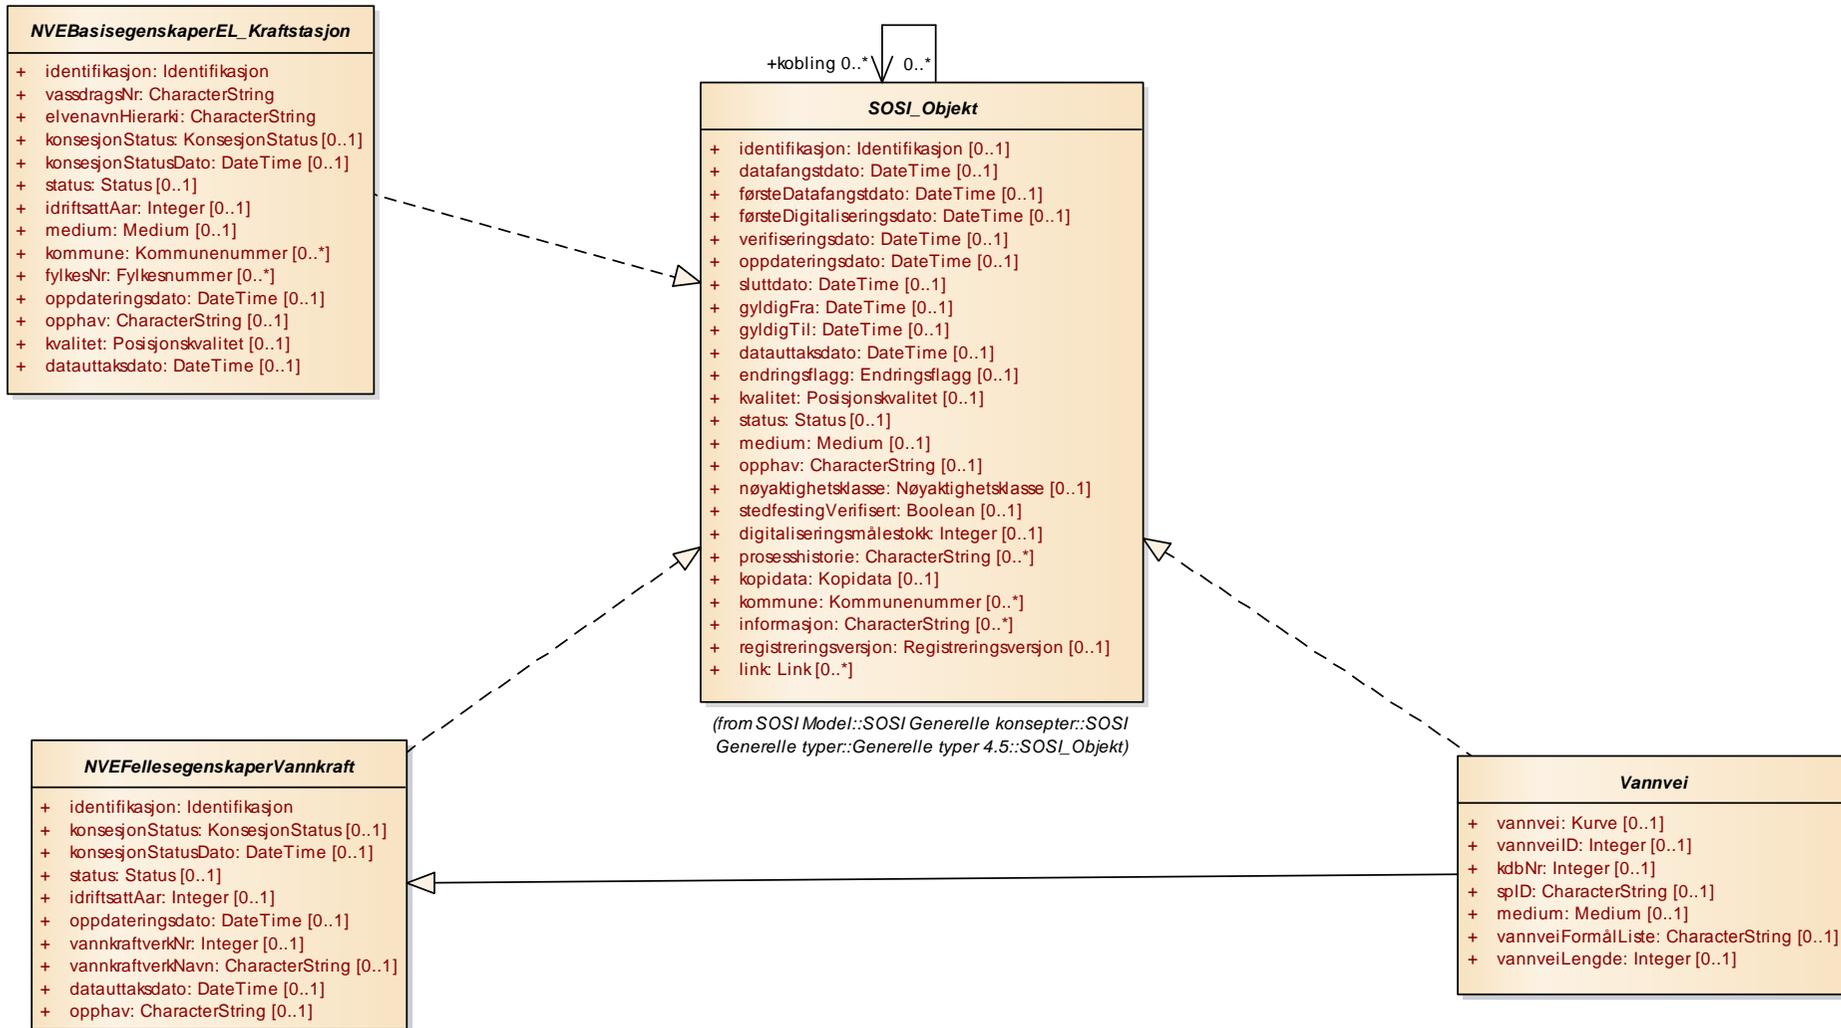 NVEBasisegenskaperEL_Kraftstasjon
+ identifikasjon: Identifikasjon
+ vassdragsNr: CharacterString
+ elvenavnHierarki: CharacterString
+ konsesjonStatus: KonsesjonStatus [0..1]
+ konsesjonStatusDato: DateTime [0..1]
+ status: Status [0..1]
+ idriftsattAar: Integer [0..1]
+ medium: Medium [0..1]
+ kommune: Kommunenummer [0..*]
+ fylkesNr: Fylkesnummer [0..*]
+ oppdateringsdato: DateTime [0..1]
+ opphav: CharacterString [0..1]
+ kvalitet: Posisjonskvalitet [0..1]
+ datauttaksdato: DateTime [0..1]
+kobling 0..* 0..*
SOSI_Objekt
+ identifikasjon: Identifikasjon [0..1]
+ datafangstdato: DateTime [0..1]
+ førsteDatafangstdato: DateTime [0..1]
+ førsteDigitaliseringsdato: DateTime [0..1]
+ verifiseringsdato: DateTime [0..1]
+ oppdateringsdato: DateTime [0..1]
+ sluttdato: DateTime [0..1]
+ gyldigFra: DateTime [0..1]
+ gyldigTil: DateTime [0..1]
+ datauttaksdato: DateTime [0..1]
+ endringsflagg: Endringsflagg [0..1]
+ kvalitet: Posisjonskvalitet [0..1]
+ status: Status [0..1]
+ medium: Medium [0..1]
+ opphav: CharacterString [0..1]
+ nøyaktighetsklasse: Nøyaktighetsklasse [0..1]
+ stedfestingVerifisert: Boolean [0..1]
+ digitaliseringsmålestokk: Integer [0..1]
+ prosesshistorie: CharacterString [0..*]
+ kopidata: Kopidata [0..1]
+ kommune: Kommunenummer [0..*]
+ informasjon: CharacterString [0..*]
+ registreringsversjon: Registreringsversjon [0..1]
+ link: Link [0..*]
(from SOSI Model::SOSI Generelle konsepter::SOSI
Generelle typer::Generelle typer 4.5::SOSI_Objekt)
NVEFellesegenskaperVannkraft
+ identifikasjon: Identifikasjon
+ konsesjonStatus: KonsesjonStatus [0..1]
+ konsesjonStatusDato: DateTime [0..1]
+ status: Status [0..1]
+ idriftsattAar: Integer [0..1]
+ oppdateringsdato: DateTime [0..1]
+ vannkraftverkNr: Integer [0..1]
+ vannkraftverkNavn: CharacterString [0..1]
+ datauttaksdato: DateTime [0..1]
+ opphav: CharacterString [0..1]
Vannvei
+ vannvei: Kurve [0..1]
+ vannveiID: Integer [0..1]
+ kdbNr: Integer [0..1]
+ spID: CharacterString [0..1]
+ medium: Medium [0..1]
+ vannveiFormålListe: CharacterString [0..1]
+ vannveiLengde: Integer [0..1]